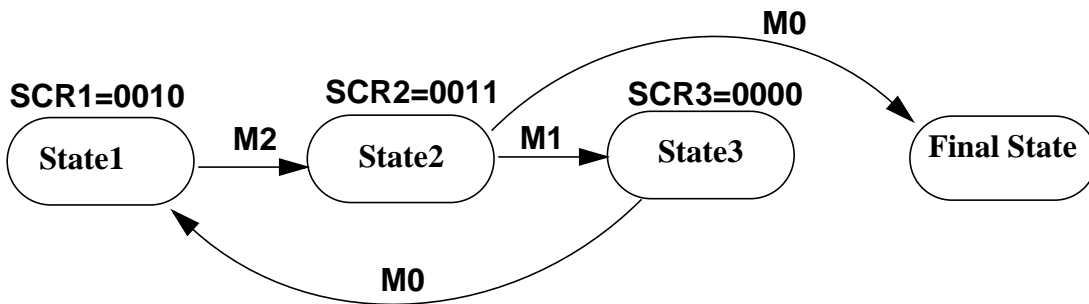 M0
SCR1=0010
SCR2=0011
SCR3=0000
State1
M2
State2
M1
State3
Final State
M0